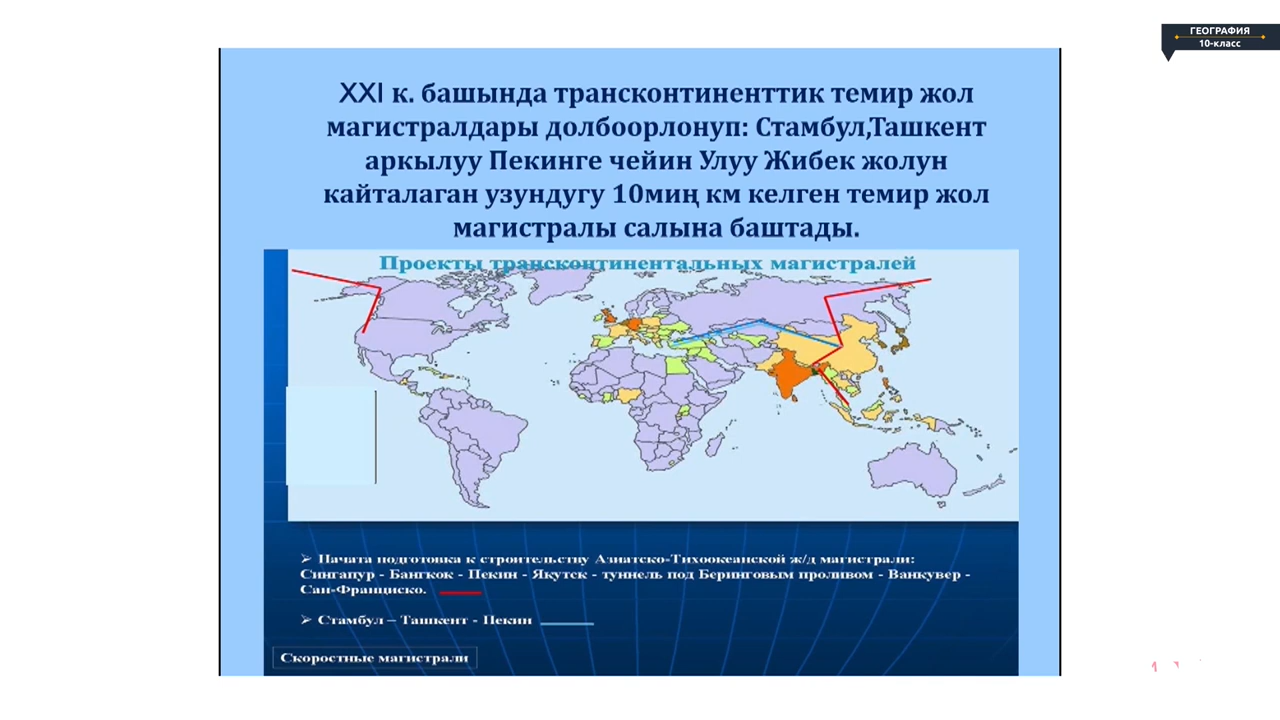 ГЕОГРАФИЯ
10-класс
XXI к. башында трансконтиненттик темир жол
магистралдары долбоорлонуп: Стамбул,Ташкент
аркылуу Пекинге чейин Улуу Жибек жолун
кайталаган узундугу 10миң км келген темир жол
магистралы салына баштады.
Проекты трансконтинентальных магистралей
➢ Начата подготовка к строительству Азиатско-Тихоокеанской ж/д магистрали:
Сингапур - Бангкок - Пекин - Якутск - туннель под Беринговым проливом - Ванкувер -
Сан-Франциско.
➢ Стамбул – Ташкент - Пекин
Скоростные магистрали